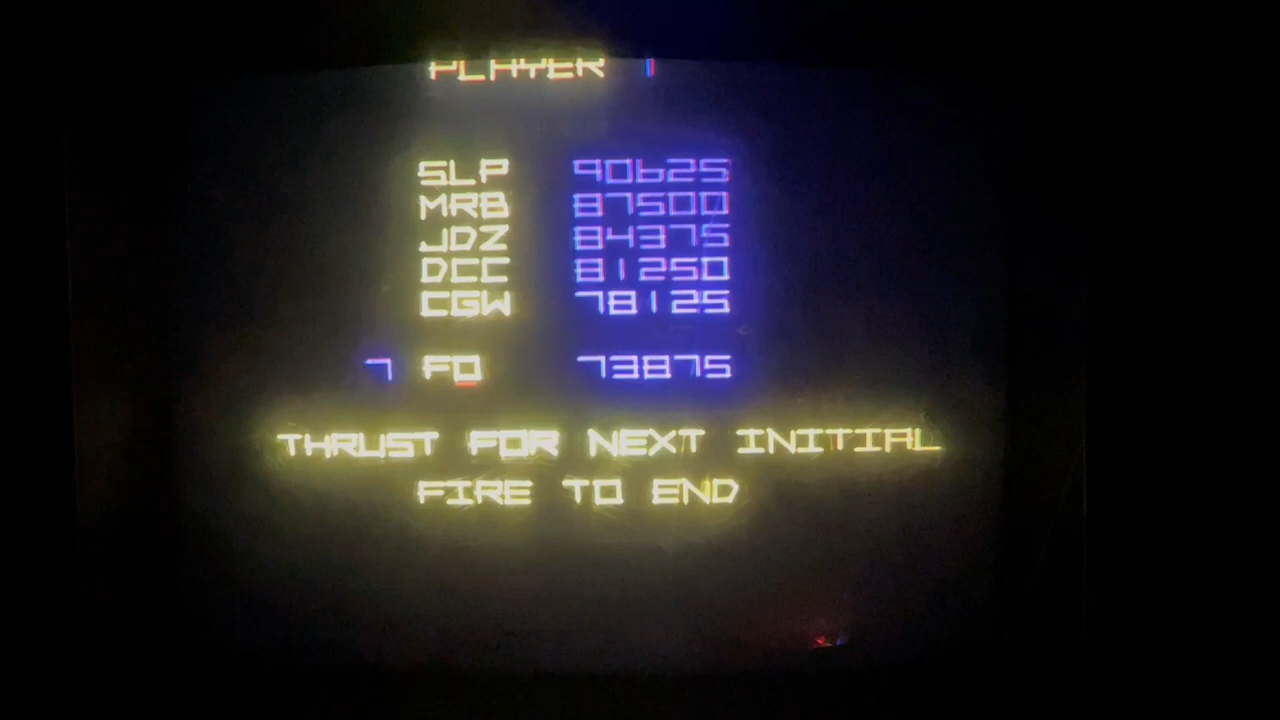 PLAYER 1
SLP 90625
MRB 87500
JDZ 84375
DCC 81250
CGW 78125
7 FO 73875
THRUST FOR NEXT INITIAL
FIRE TO END